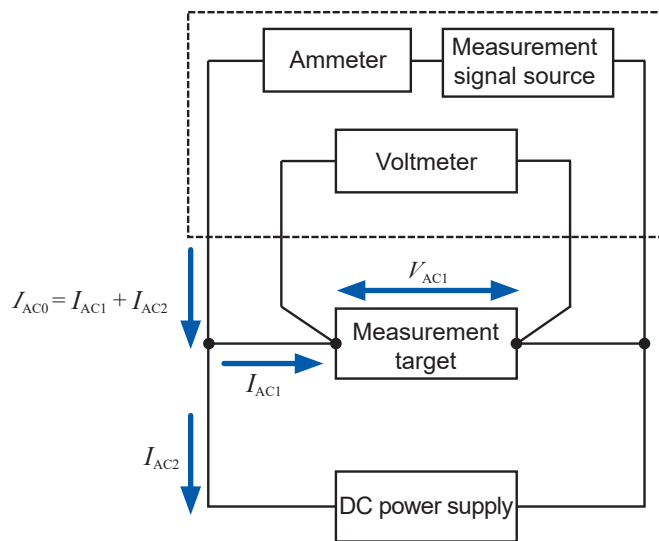 Ammeter
Measurement
signal source
Voltmeter
V_AC1
I_AC0 = I_AC1 + I_AC2
Measurement
target
I_AC1
I_AC2
DC power supply